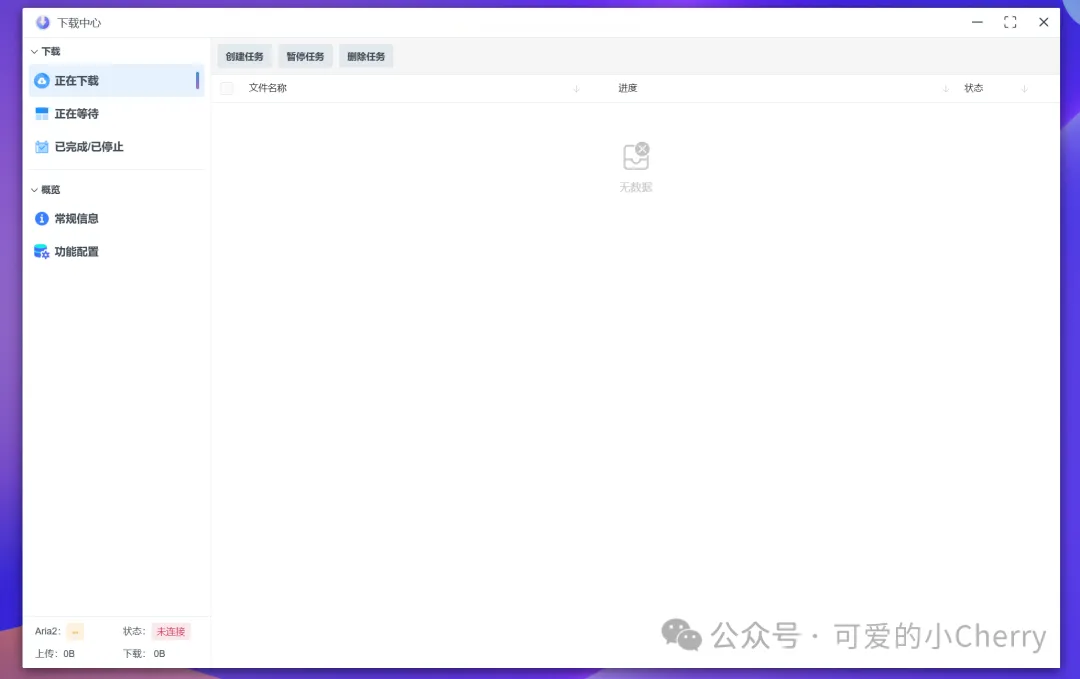 下载中心
下载
正在下载
正在等待
已完成/已停止
概览
常规信息
功能配置
创建任务 暂停任务 删除任务
文件名称 进度 状态
无数据
Aria2: - 状态: 未连接
上传: 0B 下载: 0B
公众号 · 可爱的小Cherry